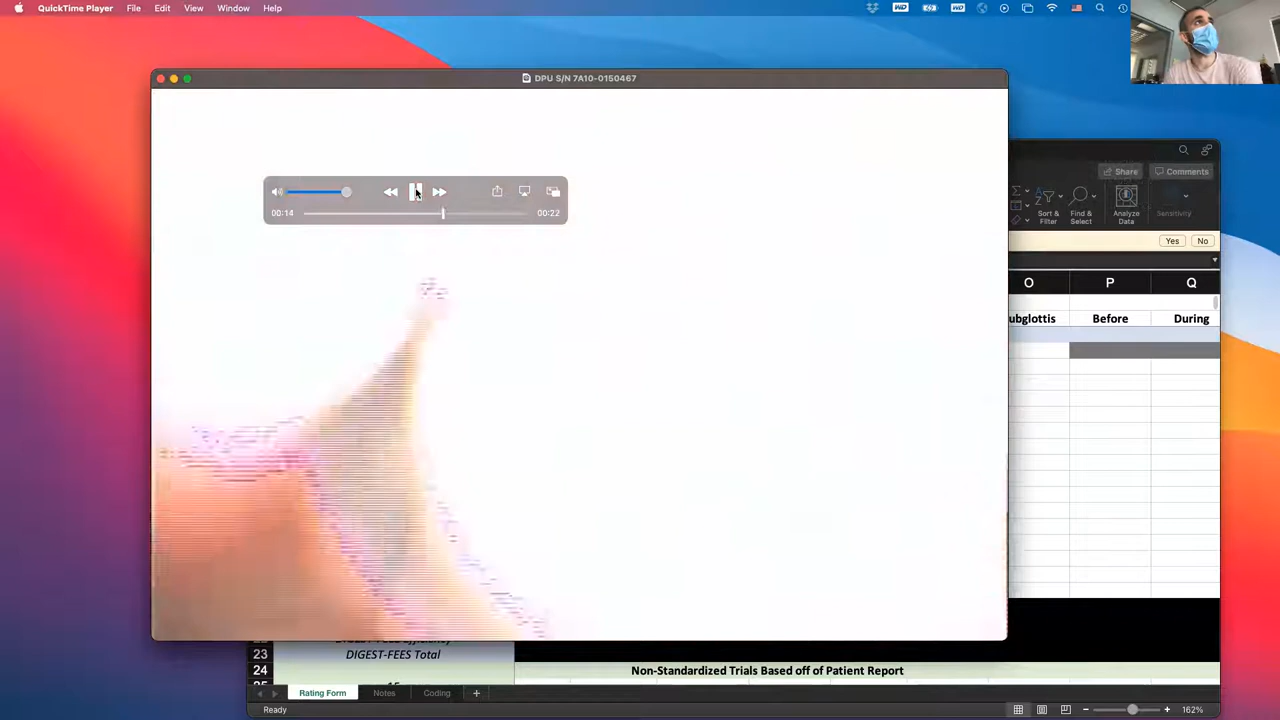 QuickTime Player File Edit View Window Help
DPU S/N 7A10-0150467
00:14 00:22
Share Comments
Sort & Filter Find & Select Analyze Data Sensitivity
Yes No
O P Q
ubglottis Before During
23 DIGEST-FEES Total
24 Non-Standardized Trials Based off of Patient Report
Rating Form Notes Coding
Ready 162%